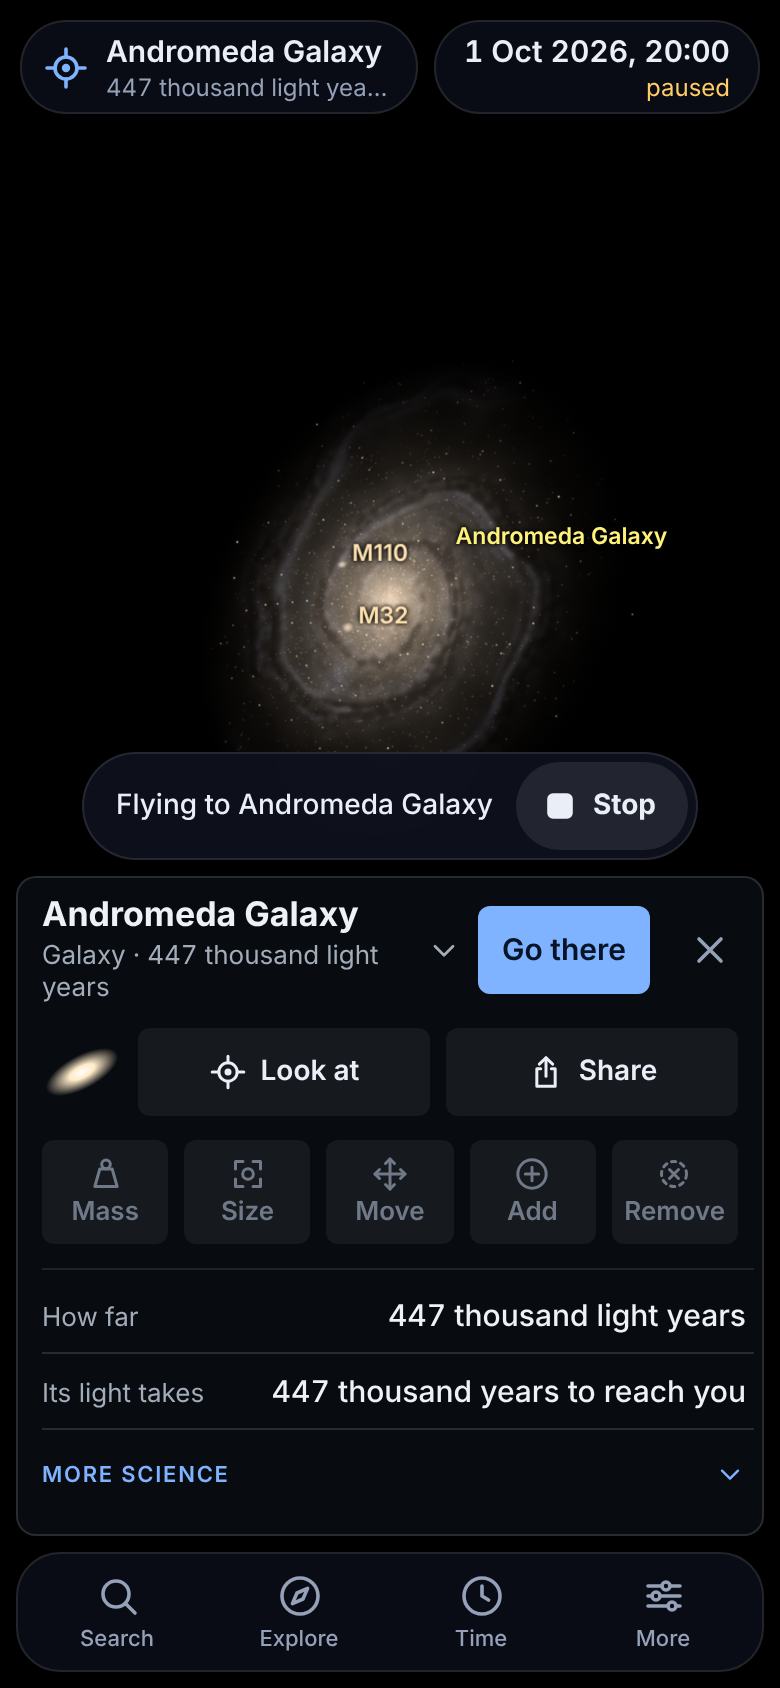 Andromeda Galaxy
447 thousand light yea...
1 Oct 2026, 20:00
paused
Andromeda Galaxy
M110
M32
Flying to Andromeda Galaxy
Stop
Andromeda Galaxy
Galaxy · 447 thousand light
years
Go there
Look at
Share
Mass
Size
Move
Add
Remove
How far
447 thousand light years
Its light takes
447 thousand years to reach you
MORE SCIENCE
Search
Explore
Time
More